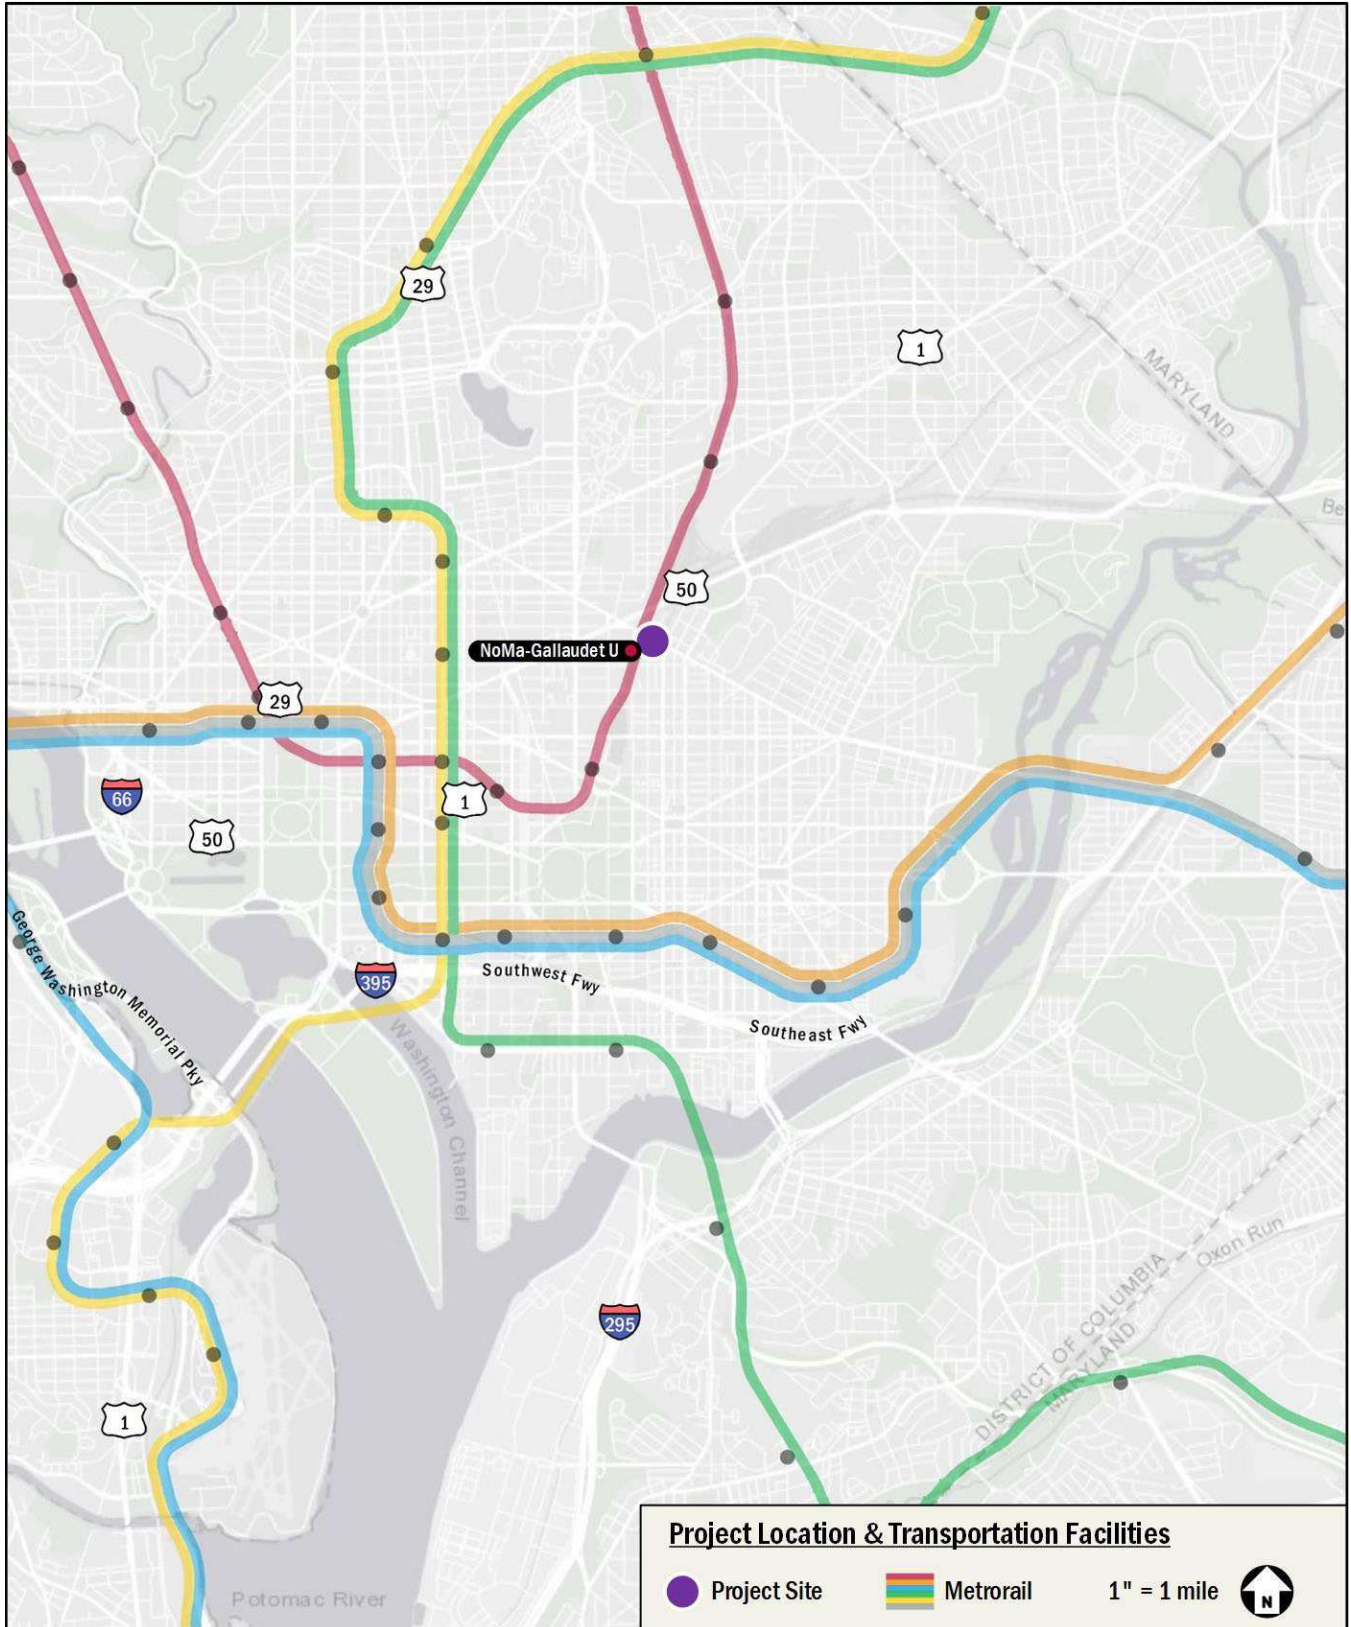 29
1
MARYLAND
Be
50
NoMa-Gallaudet U
29
66
1
50
George Washington Memorial Pky
395
Southwest Fwy
Southeast Fwy
Washington Channel
Oxon Run
DISTRICT OF COLUMBIA
MARYLAND
295
1
Potomac River
Project Location & Transportation Facilities
Project Site
Metrorail
1" = 1 mile
N